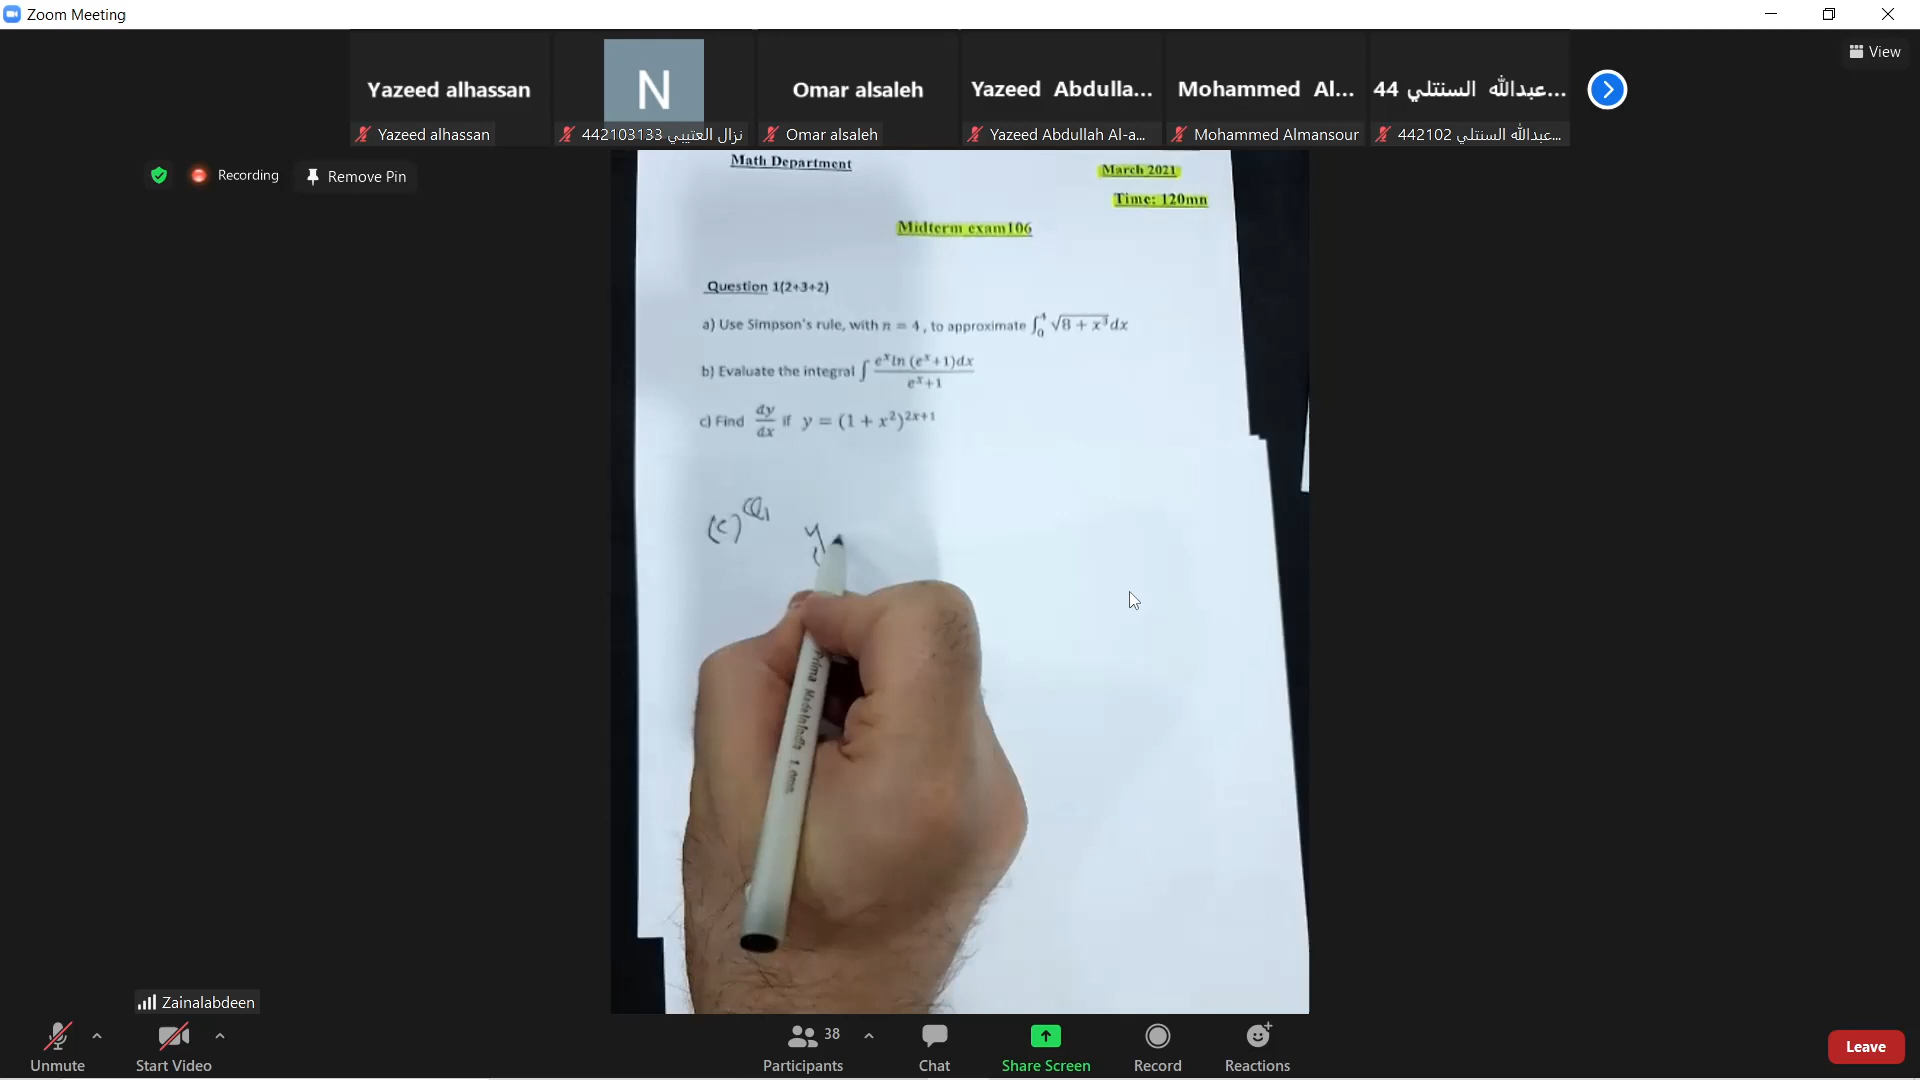 Zoom Meeting
View
Yazeed alhassan
N
Omar alsaleh
Yazeed Abdulla...
Mohammed Al...
44 عبدالله السنتلي...
Yazeed alhassan
442103133 نزال العتيبي
Omar alsaleh
Yazeed Abdullah Al-a...
Mohammed Almansour
442102 عبدالله السنتلي...
Recording
Remove Pin
Math Department
March 2021
Time: 120mn
Midterm exam106
Question 1(2+3+2)
a) Use Simpson's rule, with n = 4 , to approximate ∫₀⁴ √(8 + x³) dx
b) Evaluate the integral ∫ eˣln (eˣ+1)dx / eˣ+1
c) Find dy/dx if y = (1 + x²)²ˣ⁺¹
(c) Q₁
y
Zainalabdeen
Unmute
Start Video
Participants
38
Chat
Share Screen
Record
Reactions
Leave